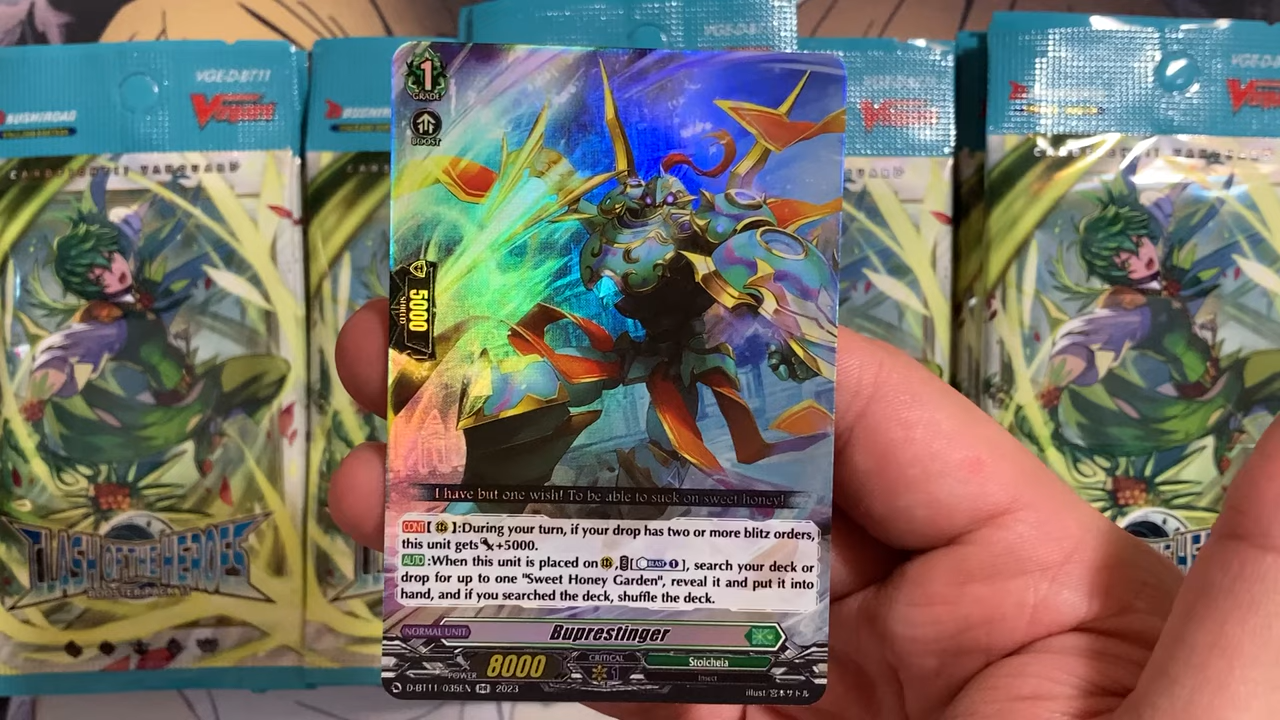 VGE-D-BT11
BUSHIROAD
VANGUARD
CLASH OF THE HEROES
BOOSTER PACK 11
1
GRADE
BOOST
5000
SHIELD
I have but one wish! To be able to suck on sweet honey!
CONT【 】:During your turn, if your drop has two or more blitz orders,
this unit gets +5000.
AUTO:When this unit is placed on , [ BLAST 1 ], search your deck or
drop for up to one "Sweet Honey Garden", reveal it and put it into
hand, and if you searched the deck, shuffle the deck.
NORMAL UNIT
Buprestinger
POWER 8000
CRITICAL
1
Stoicheia
Insect
D-BT11/035EN RR 2023
illust/宮本サトル